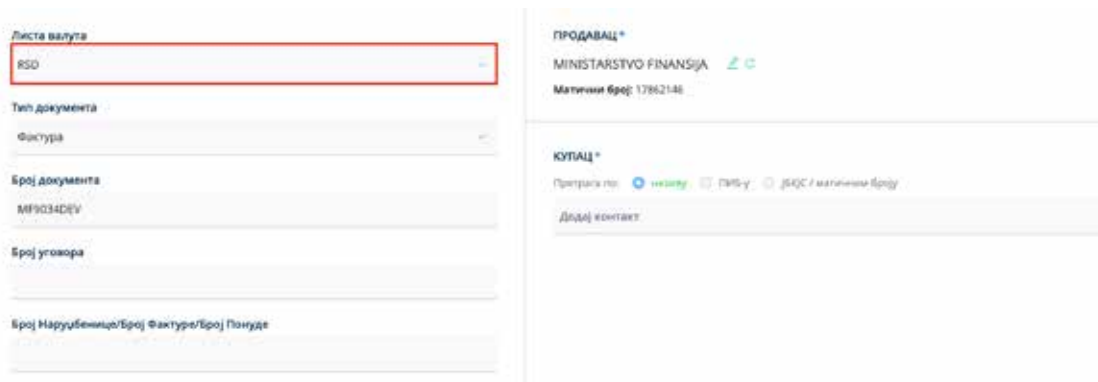 Листа валута
RSD
Тип документа
Фактура
Број документа
MF9034DEV
Број уговора
Број Наруџбенице/Број Фактуре/Број Понуде
ПРОДАВАЦ*
MINISTARSTVO FINANSIJA
Матични број: 17862146
КУПАЦ*
Претрага по: називу ПИБ-у ЈБКЈС / матичном броју
Додај контакт